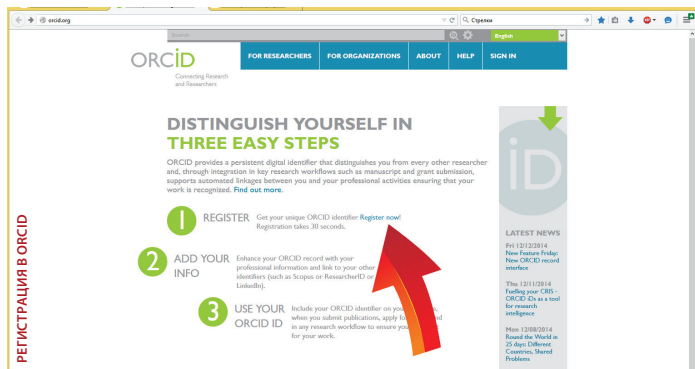 orcid.org
Стрелки
Search
English
ORCID
Connecting Research
and Researchers
FOR RESEARCHERS
FOR ORGANIZATIONS
ABOUT
HELP
SIGN IN
DISTINGUISH YOURSELF IN
THREE EASY STEPS
ORCID provides a persistent digital identifier that distinguishes you from every other researcher
and, through integration in key research workflows such as manuscript and grant submission,
supports automated linkages between you and your professional activities ensuring that your
work is recognized. Find out more.
1 REGISTER Get your unique ORCID identifier Register now!
Registration takes 30 seconds.
2 ADD YOUR INFO
Enhance your ORCID record with your
professional information and link to your other
identifiers (such as Scopus or ResearcherID or
LinkedIn).
3 USE YOUR ORCID ID
Include your ORCID identifier on your
when you submit publications, apply for
in any research workflow to ensure you
for your work.
iD
LATEST NEWS
Fri 12/12/2014
New Feature Friday:
New ORCID record
interface
Thu 12/11/2014
Fuelling your CRIS -
ORCID iDs as a tool
for research
intelligence
Mon 12/08/2014
Round the World in
25 days: Different
Countries, Shared
Problems
РЕГИСТРАЦИЯ В ORCID